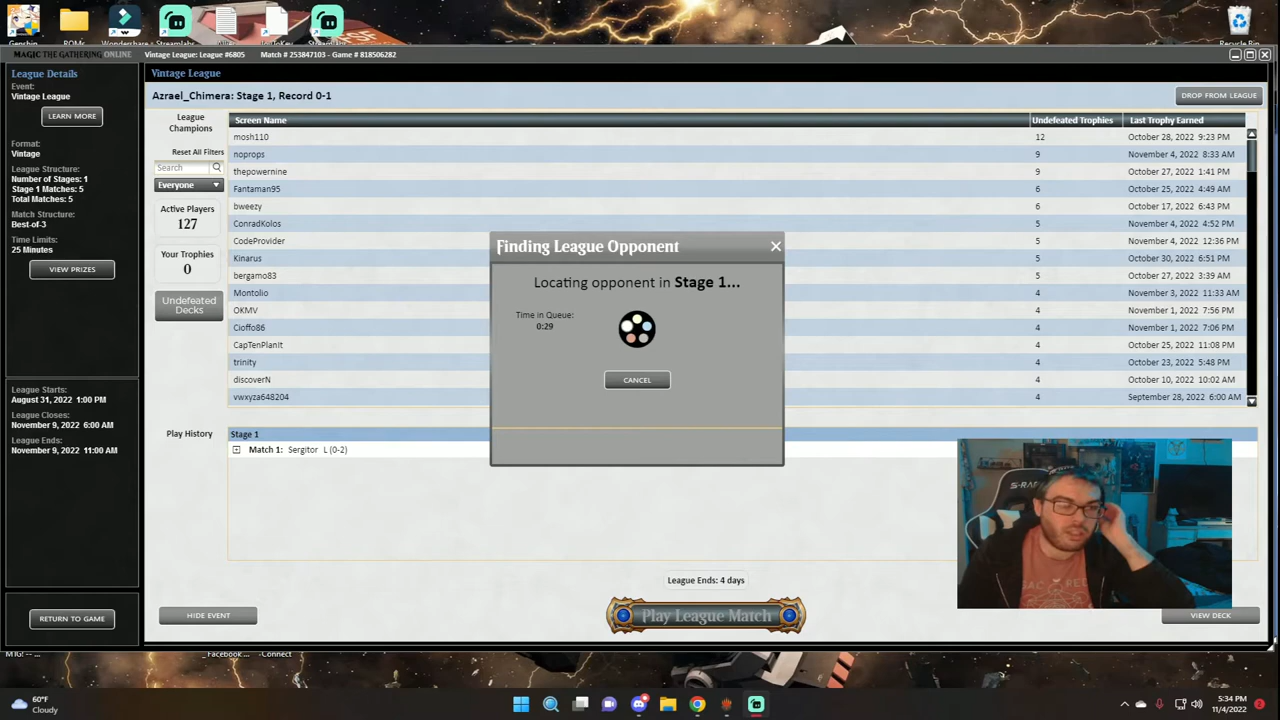 Genshin
ROMs
Wondershare
Streamlabs
JoyToKey
Streamlabs
Recycle Bin
MAGIC THE GATHERING ONLINE
Vintage League: League #6805
Match # 253847103 - Game # 818506282
League Details
Event:
Vintage League
LEARN MORE
Format:
Vintage
League Structure:
Number of Stages: 1
Stage 1 Matches: 5
Total Matches: 5
Match Structure:
Best-of-3
Time Limits:
25 Minutes
VIEW PRIZES
League Starts:
August 31, 2022 1:00 PM
League Closes:
November 9, 2022 6:00 AM
League Ends:
November 9, 2022 11:00 AM
RETURN TO GAME
Vintage League
Azrael_Chimera: Stage 1, Record 0-1
DROP FROM LEAGUE
League
Champions
Reset All Filters
Search
Everyone
Active Players
127
Your Trophies
0
Undefeated
Decks
Screen Name Undefeated Trophies Last Trophy Earned
mosh110 12 October 28, 2022 9:23 PM
noprops 9 November 4, 2022 8:33 AM
thepowernine 9 October 27, 2022 1:41 PM
Fantaman95 6 October 25, 2022 4:49 AM
bweezy 6 October 17, 2022 6:43 PM
ConradKolos 5 November 4, 2022 4:52 PM
CodeProvider 5 November 4, 2022 12:36 PM
Kinarus 5 October 30, 2022 6:51 PM
bergamo83 5 October 27, 2022 3:39 AM
Montolio 4 November 3, 2022 11:33 AM
OKMV 4 November 1, 2022 7:56 PM
Cioffo86 4 November 1, 2022 7:06 PM
CapTenPlanIt 4 October 25, 2022 11:08 PM
trinity 4 October 23, 2022 5:48 PM
discoverN 4 October 10, 2022 10:02 AM
vwxyza648204 4 September 28, 2022 6:00 AM
Finding League Opponent
Locating opponent in Stage 1...
Time in Queue:
0:29
CANCEL
Play History
Stage 1
Match 1: Sergitor L (0-2)
League Ends: 4 days
HIDE EVENT
Play League Match
VIEW DECK
_Facebook...
-Connect
60°F
Cloudy
5:34 PM
11/4/2022
2